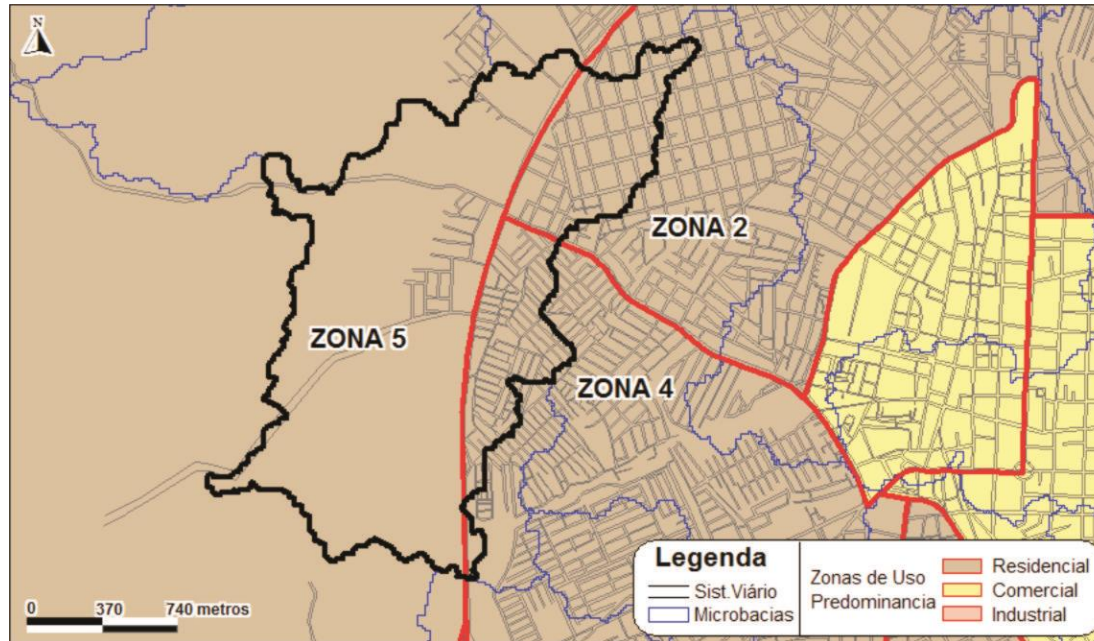 N
ZONA 2
ZONA 5
ZONA 4
0 370 740 metros
Legenda
Sist.Viário
Microbacias
Zonas de Uso
Predominancia
Residencial
Comercial
Industrial